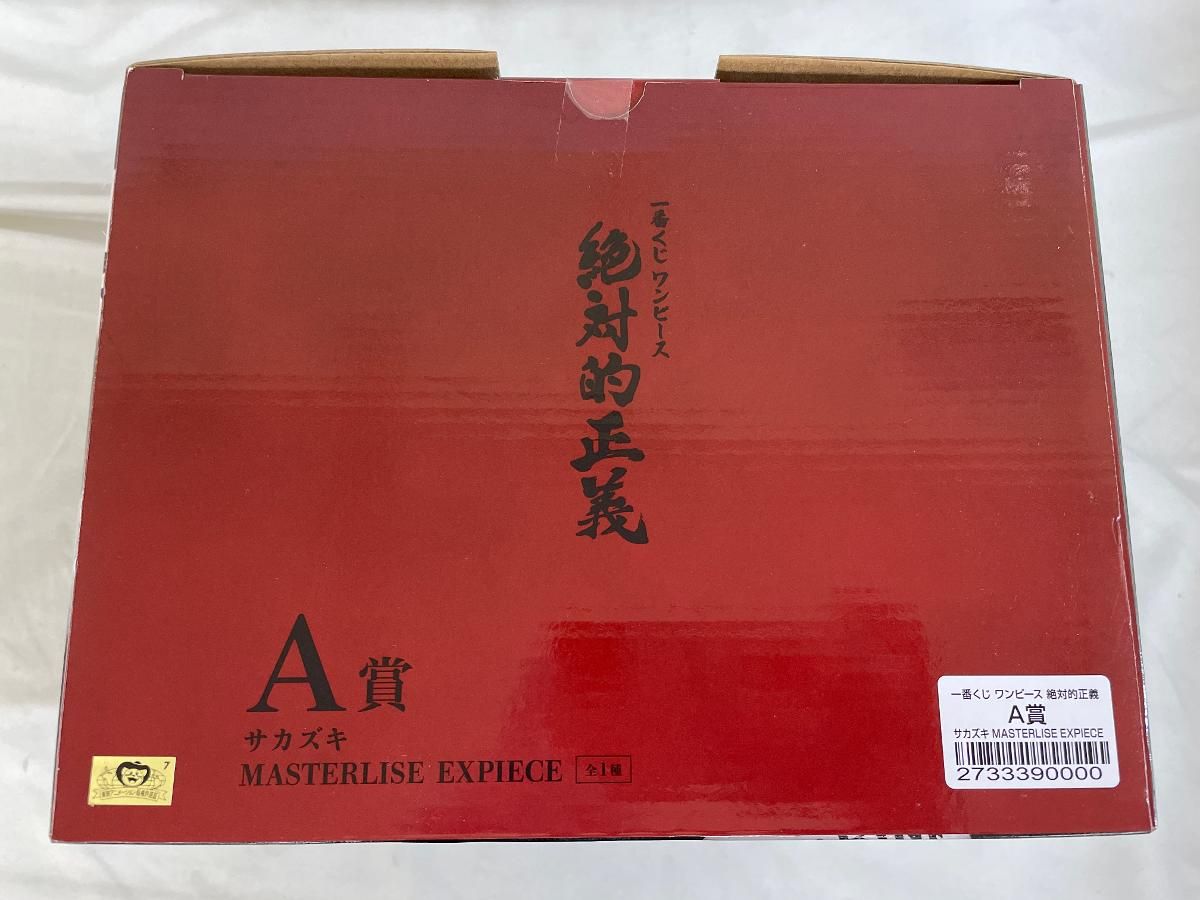 一番くじ ワンピース
絶対的正義
A賞
サカズキ
MASTERLISE EXPIECE 全1種
7
一番くじ ワンピース 絶対的正義
A賞
サカズキ MASTERLISE EXPIECE
2733390000